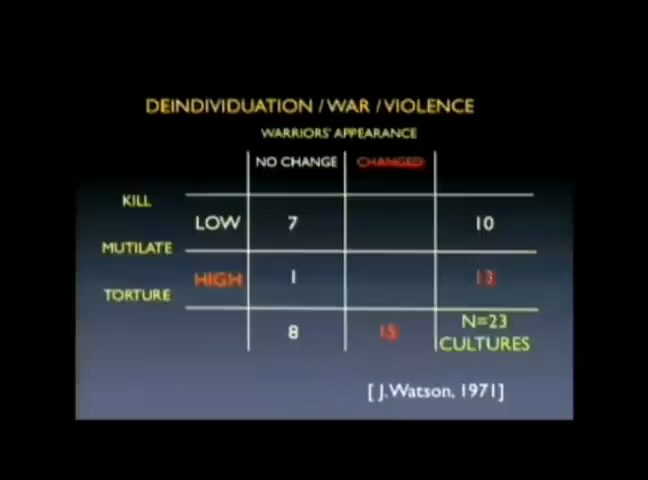 DEINDIVIDUATION / WAR / VIOLENCE
WARRIORS' APPEARANCE
NO CHANGE CHANGED
KILL
LOW 7 10
MUTILATE
HIGH 1 13
TORTURE
8 15 N=23
CULTURES
[ J.Watson, 1971]